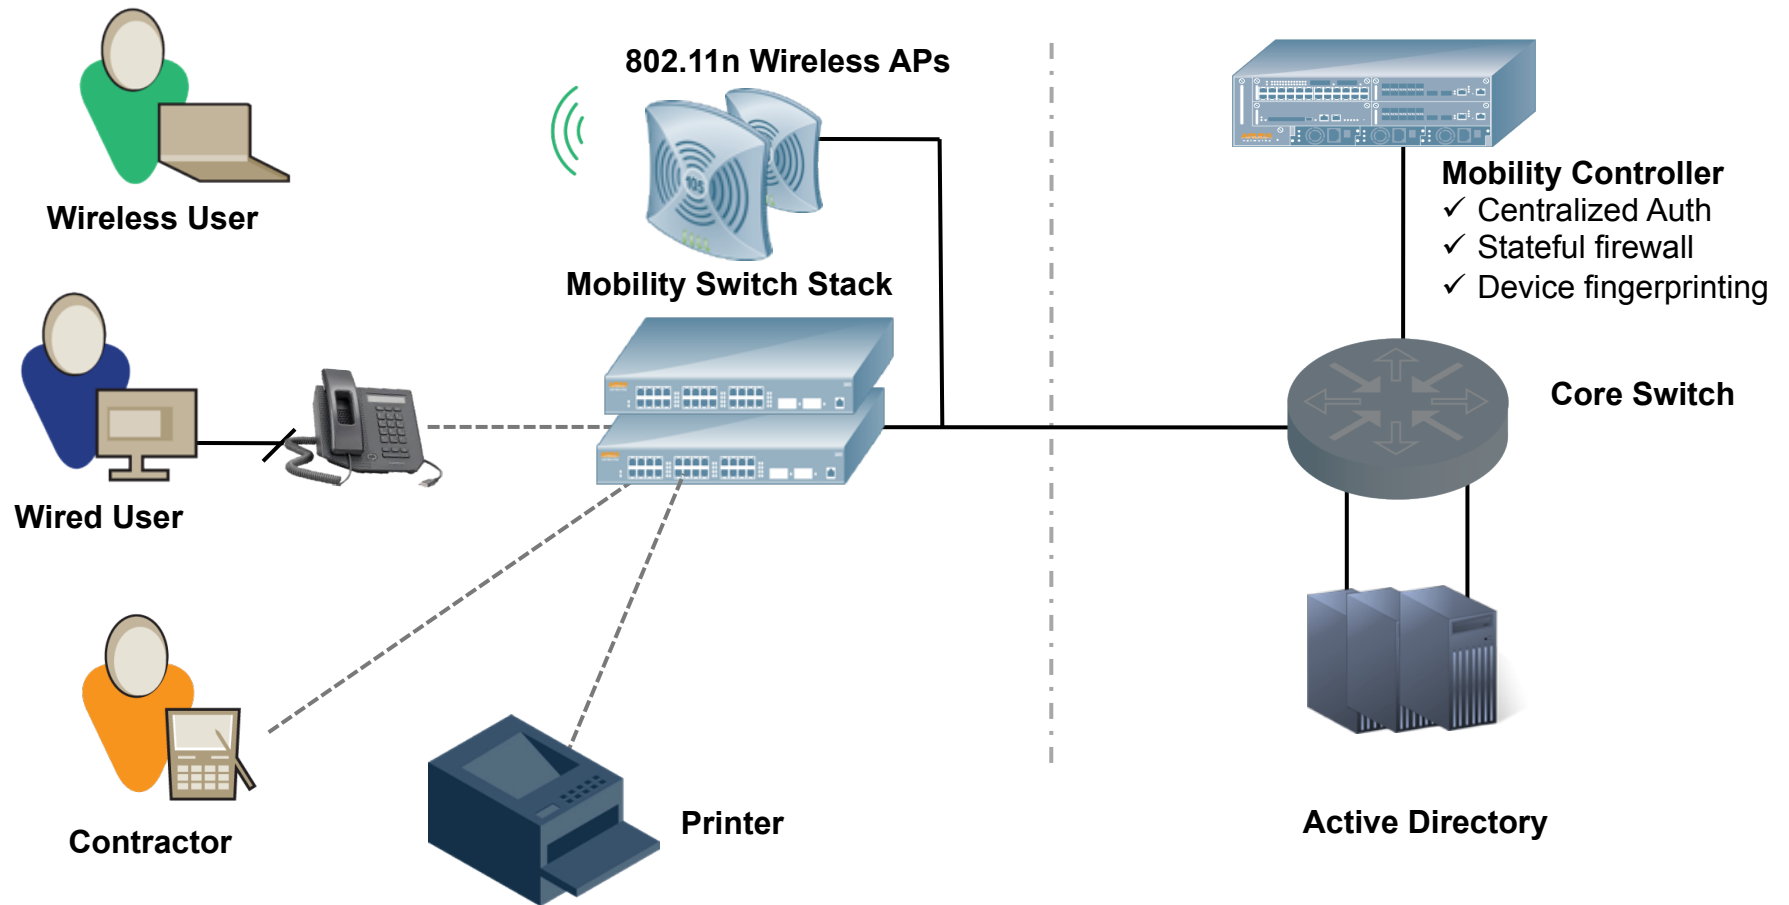 802.11n Wireless APs
Wireless User
105
Mobility Switch Stack
Mobility Controller
✓ Centralized Auth
✓ Stateful firewall
✓ Device fingerprinting
Core Switch
Wired User
Contractor
Printer
Active Directory